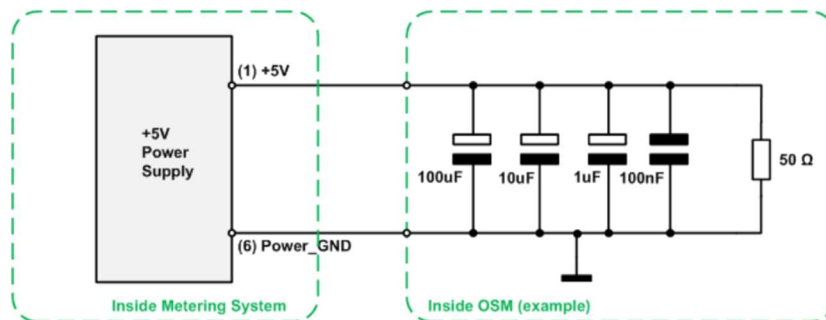 (1) +5V
+5V
Power
Supply
100uF
10uF
1uF
100nF
50 Ω
(6) Power_GND
Inside Metering System
Inside OSM (example)